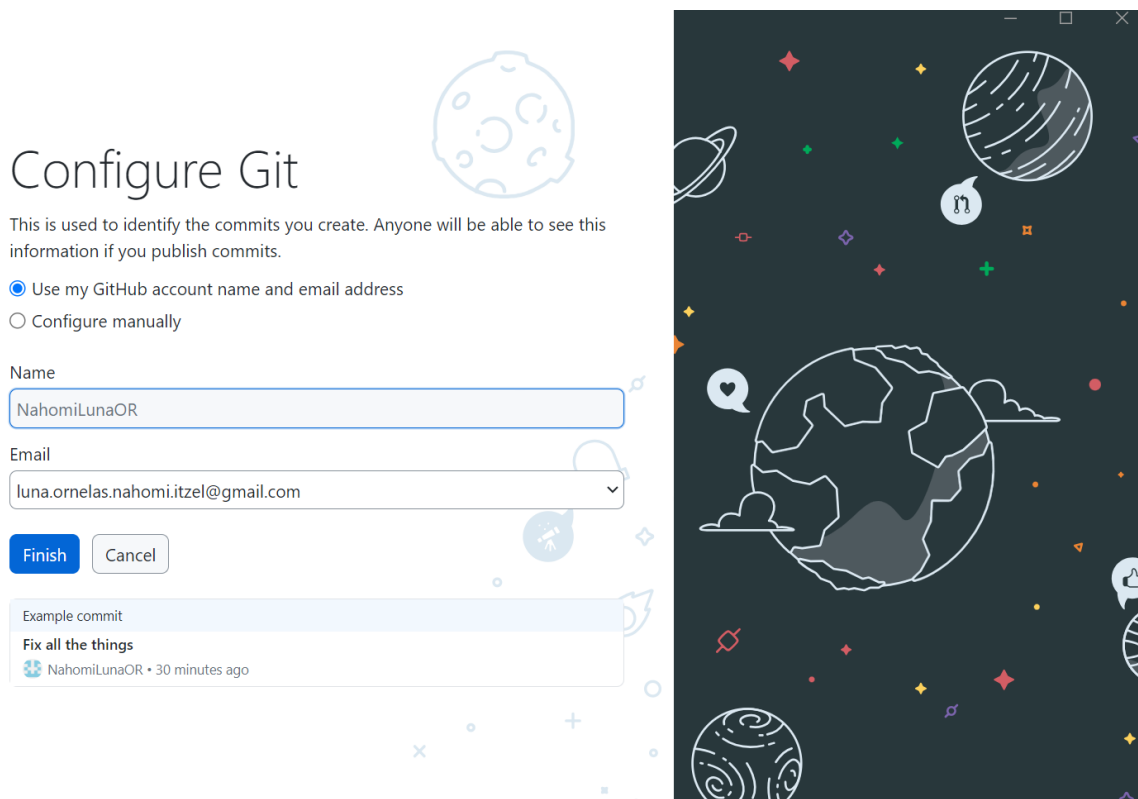 Configure Git
This is used to identify the commits you create. Anyone will be able to see this
information if you publish commits.
Use my GitHub account name and email address
Configure manually
Name
NahomiLunaOR
Email
luna.ornelas.nahomi.itzel@gmail.com
Finish
Cancel
Example commit
Fix all the things
NahomiLunaOR • 30 minutes ago